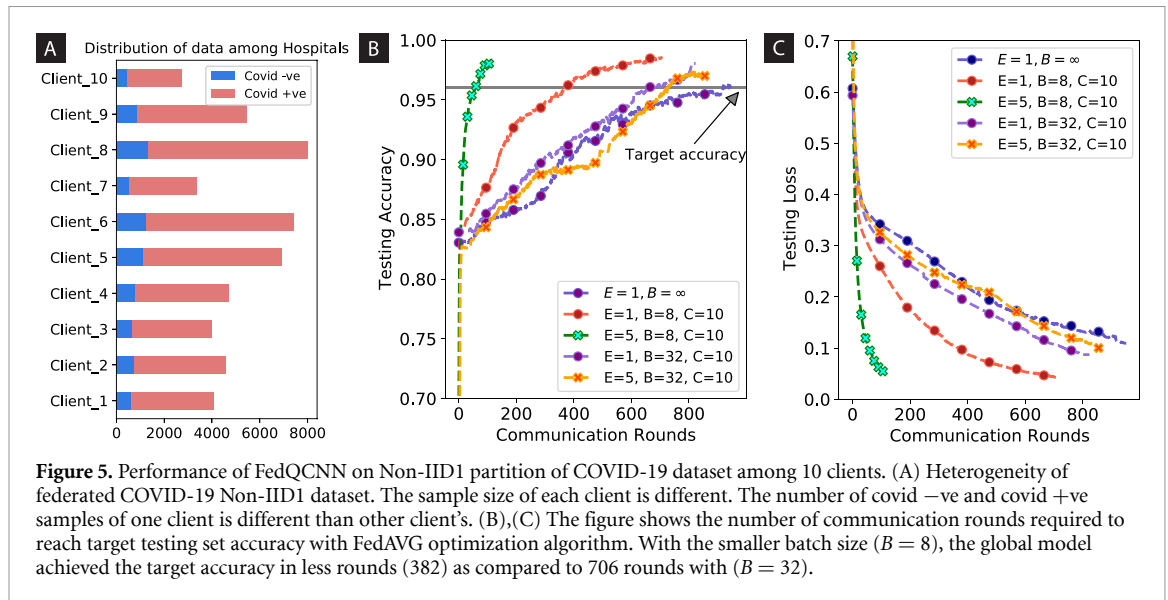 A
Distribution of data among Hospitals
Covid -ve
Covid +ve
Client_10
Client_9
Client_8
Client_7
Client_6
Client_5
Client_4
Client_3
Client_2
Client_1
0 2000 4000 6000 8000
B
1.00
0.95
0.90
0.85
0.80
0.75
0.70
Testing Accuracy
Target accuracy
E = 1, B = ∞
E=1, B=8, C=10
E=5, B=8, C=10
E=1, B=32, C=10
E=5, B=32, C=10
0 200 400 600 800
Communication Rounds
C
0.7
0.6
0.5
0.4
0.3
0.2
0.1
0.0
Testing Loss
E = 1, B = ∞
E=1, B=8, C=10
E=5, B=8, C=10
E=1, B=32, C=10
E=5, B=32, C=10
0 200 400 600 800
Communication Rounds
Figure 5. Performance of FedQCNN on Non-IID1 partition of COVID-19 dataset among 10 clients. (A) Heterogeneity of
federated COVID-19 Non-IID1 dataset. The sample size of each client is different. The number of covid −ve and covid +ve
samples of one client is different than other client's. (B),(C) The figure shows the number of communication rounds required to
reach target testing set accuracy with FedAVG optimization algorithm. With the smaller batch size (B = 8), the global model
achieved the target accuracy in less rounds (382) as compared to 706 rounds with (B = 32).